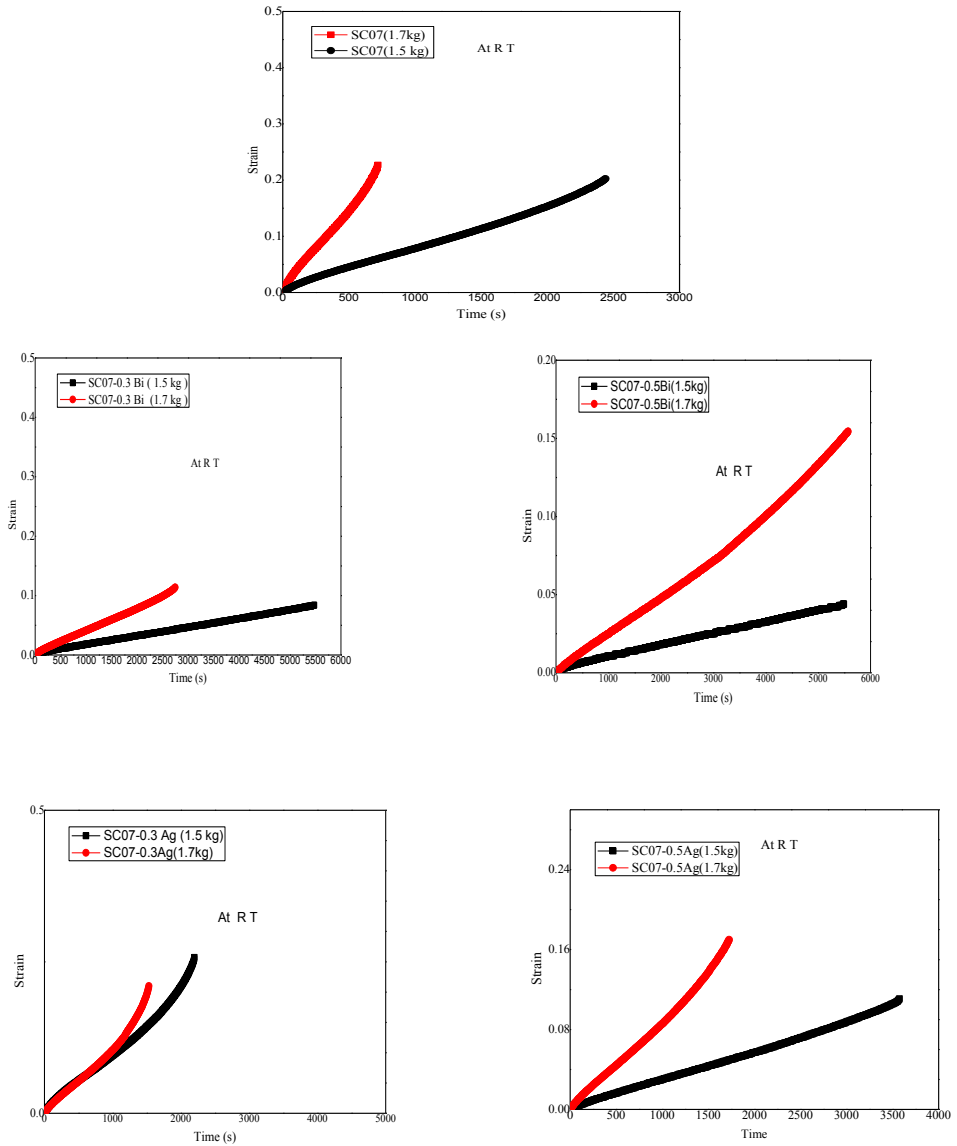 0.5
0.4
0.3
0.2
0.1
0.0
Strain
SC07(1.7kg)
SC07(1.5 kg)
At R T
0 500 1000 1500 2000 2500 3000
Time (s)
0.5
0.4
0.3
0.2
0.1
0.0
Strain
SC07-0.3 Bi ( 1.5 kg )
SC07-0.3 Bi (1.7 kg )
At R T
0 500 1000 1500 2000 2500 3000 3500 4000 4500 5000 5500 6000
Time (s)
0.20
0.15
0.10
0.05
0.00
Strain
SC07-0.5Bi(1.5kg)
SC07-0.5Bi(1.7kg)
At R T
0 1000 2000 3000 4000 5000 6000
Time (s)
0.5
0.0
Strain
SC07-0.3 Ag (1.5 kg)
SC07-0.3Ag(1.7kg)
At R T
0 1000 2000 3000 4000 5000
Time (s)
0.24
0.16
0.08
0.00
Strain
SC07-0.5Ag(1.5kg)
SC07-0.5Ag(1.7kg)
At R T
0 500 1000 1500 2000 2500 3000 3500 4000
Time